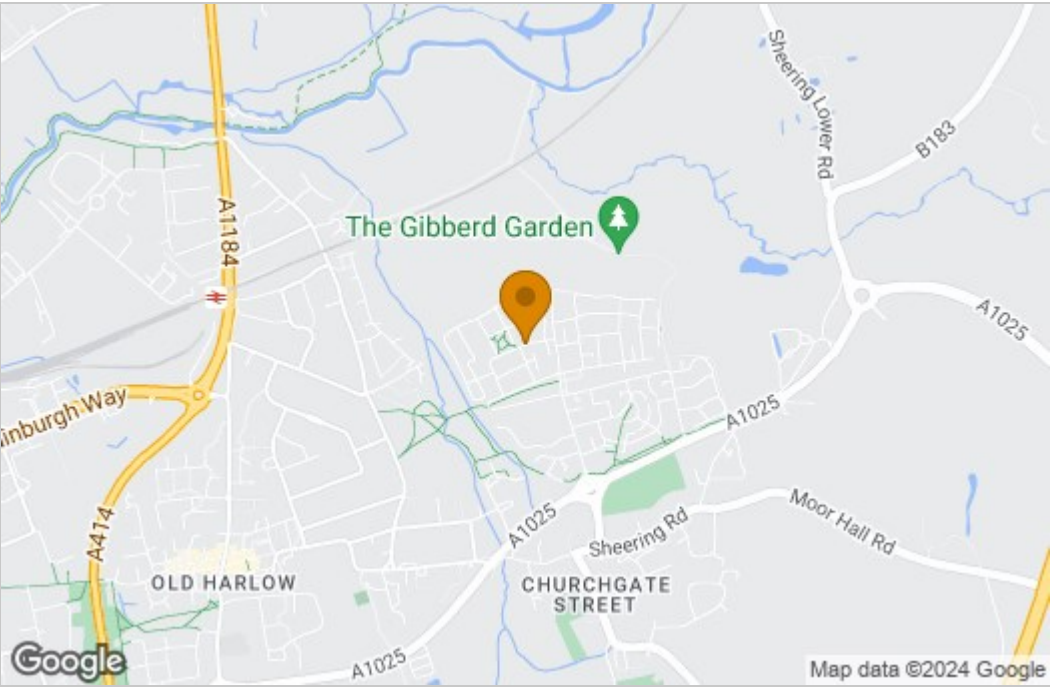 Sheering Lower Rd
B183
A1184
The Gibberd Garden
A1025
inburgh Way
A1025
A414
A1025
Sheering Rd
Moor Hall Rd
OLD HARLOW
CHURCHGATE
STREET
A1025
Google
Map data ©2024 Google